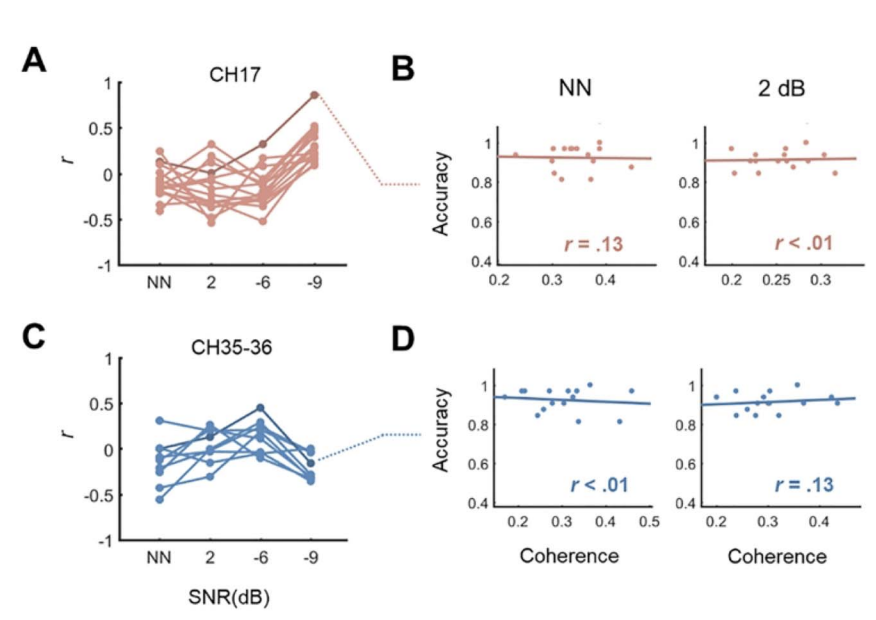 A
CH17
r
1
0.5
0
-0.5
-1
NN
2
-6
-9
B
NN
2 dB
Accuracy
1
0.8
0.6
0.4
r = .13
0.2
0.3
0.4
1
0.8
0.6
0.4
r < .01
0.2
0.25
0.3
C
CH35-36
r
1
0.5
0
-0.5
-1
NN
2
-6
-9
SNR(dB)
D
Accuracy
1
0.8
0.6
0.4
r < .01
0.2
0.3
0.4
0.5
Coherence
1
0.8
0.6
0.4
r = .13
0.2
0.3
0.4
Coherence